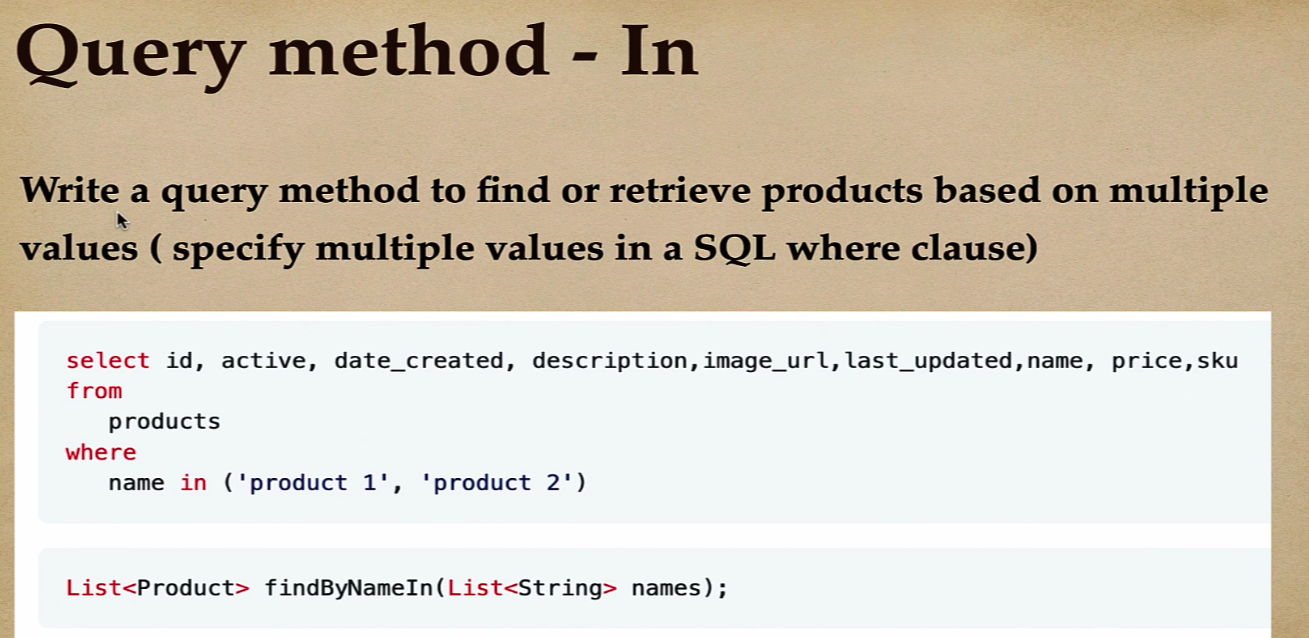 Query method - In
Write a query method to find or retrieve products based on multiple
values ( specify multiple values in a SQL where clause)
select id, active, date_created, description,image_url,last_updated,name, price,sku
from
products
where
name in ('product 1', 'product 2')
List<Product> findByNameIn(List<String> names);